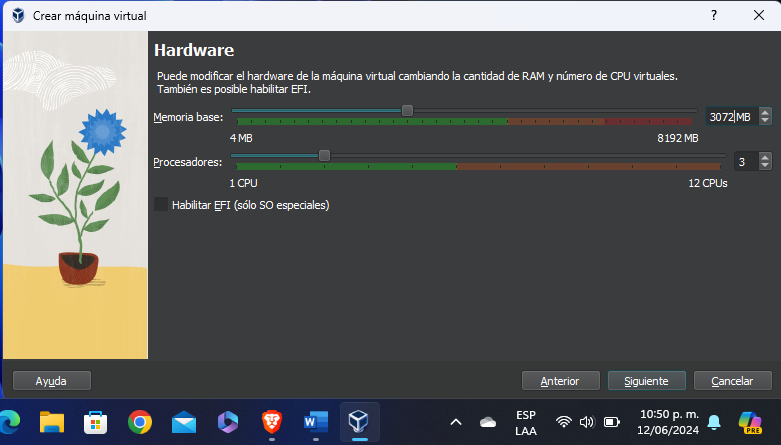 Crear máquina virtual
?
Hardware
Puede modificar el hardware de la máquina virtual cambiando la cantidad de RAM y número de CPU virtuales.
También es posible habilitar EFI.
Memoria base: 3072 MB
4 MB 8192 MB
Procesadores: 3
1 CPU 12 CPUs
Habilitar EFI (sólo SO especiales)
Ayuda Anterior Siguiente Cancelar
ESP 10:50 p. m.
LAA 12/06/2024
PRE